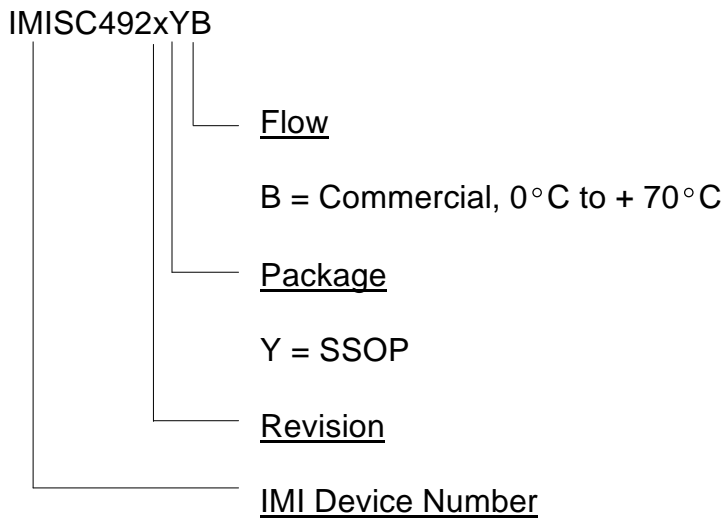 IMISC492xYB
Flow
B = Commercial, 0°C to + 70°C
Package
Y = SSOP
Revision
IMI Device Number